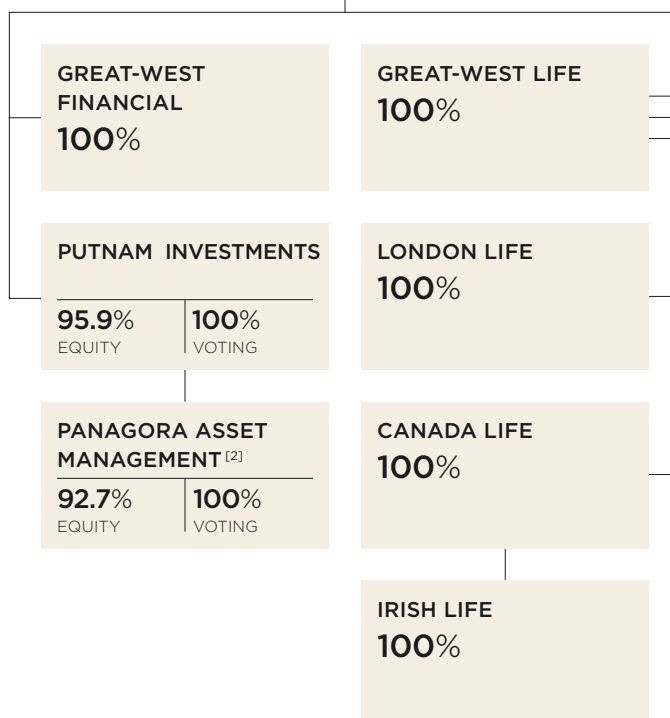 GREAT-WEST
FINANCIAL
100%
GREAT-WEST LIFE
100%
PUTNAM INVESTMENTS
95.9%
EQUITY
100%
VOTING
LONDON LIFE
100%
PANAGORA ASSET
MANAGEMENT [2]
92.7%
EQUITY
100%
VOTING
CANADA LIFE
100%
IRISH LIFE
100%